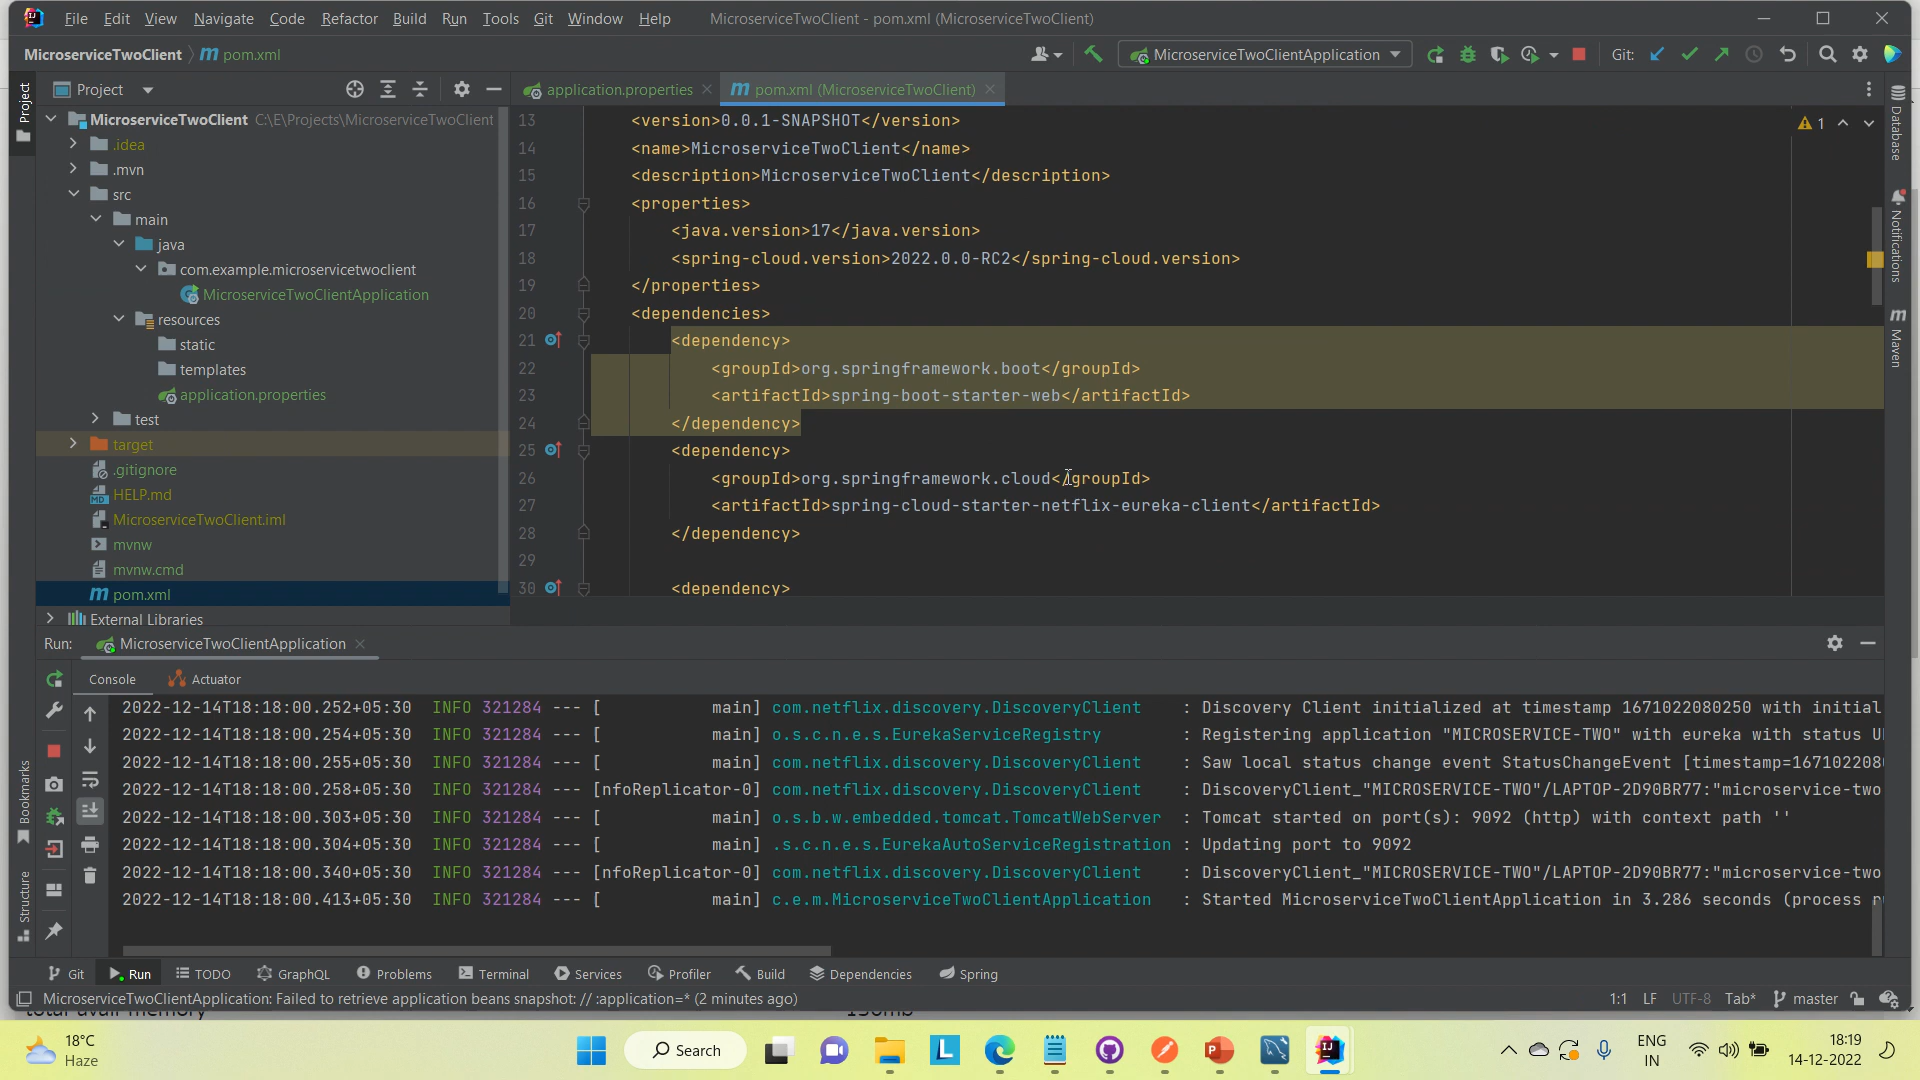 File Edit View Navigate Code Refactor Build Run Tools Git Window Help MicroserviceTwoClient - pom.xml (MicroserviceTwoClient)
MicroserviceTwoClient pom.xml MicroserviceTwoClientApplication Git:
Project application.properties pom.xml (MicroserviceTwoClient)
Project
MicroserviceTwoClient C:\E\Projects\MicroserviceTwoClient
.idea
.mvn
src
main
java
com.example.microservicetwoclient
MicroserviceTwoClientApplication
resources
static
templates
application.properties
test
target
.gitignore
HELP.md
MicroserviceTwoClient.iml
mvnw
mvnw.cmd
pom.xml
External Libraries
13 <version>0.0.1-SNAPSHOT</version>
14 <name>MicroserviceTwoClient</name>
15 <description>MicroserviceTwoClient</description>
16 <properties>
17 <java.version>17</java.version>
18 <spring-cloud.version>2022.0.0-RC2</spring-cloud.version>
19 </properties>
20 <dependencies>
21 <dependency>
22 <groupId>org.springframework.boot</groupId>
23 <artifactId>spring-boot-starter-web</artifactId>
24 </dependency>
25 <dependency>
26 <groupId>org.springframework.cloud</groupId>
27 <artifactId>spring-cloud-starter-netflix-eureka-client</artifactId>
28 </dependency>
29
30 <dependency>
1
Database
Notifications
Maven
Run: MicroserviceTwoClientApplication
Console Actuator
2022-12-14T18:18:00.252+05:30 INFO 321284 --- [ main] com.netflix.discovery.DiscoveryClient : Discovery Client initialized at timestamp 1671022080250 with initial
2022-12-14T18:18:00.254+05:30 INFO 321284 --- [ main] o.s.c.n.e.s.EurekaServiceRegistry : Registering application "MICROSERVICE-TWO" with eureka with status U
2022-12-14T18:18:00.255+05:30 INFO 321284 --- [ main] com.netflix.discovery.DiscoveryClient : Saw local status change event StatusChangeEvent [timestamp=167102208
2022-12-14T18:18:00.258+05:30 INFO 321284 --- [nfoReplicator-0] com.netflix.discovery.DiscoveryClient : DiscoveryClient_"MICROSERVICE-TWO"/LAPTOP-2D90BR77:"microservice-two
2022-12-14T18:18:00.303+05:30 INFO 321284 --- [ main] o.s.b.w.embedded.tomcat.TomcatWebServer : Tomcat started on port(s): 9092 (http) with context path ''
2022-12-14T18:18:00.304+05:30 INFO 321284 --- [ main] .s.c.n.e.s.EurekaAutoServiceRegistration : Updating port to 9092
2022-12-14T18:18:00.340+05:30 INFO 321284 --- [nfoReplicator-0] com.netflix.discovery.DiscoveryClient : DiscoveryClient_"MICROSERVICE-TWO"/LAPTOP-2D90BR77:"microservice-two
2022-12-14T18:18:00.413+05:30 INFO 321284 --- [ main] c.e.m.MicroserviceTwoClientApplication : Started MicroserviceTwoClientApplication in 3.286 seconds (process r
Bookmarks
Structure
Git Run TODO GraphQL Problems Terminal Services Profiler Build Dependencies Spring
MicroserviceTwoClientApplication: Failed to retrieve application beans snapshot: // :application=* (2 minutes ago) 1:1 LF UTF-8 Tab* master
total avail memory
18°C
Haze
Search
ENG
IN
18:19
14-12-2022